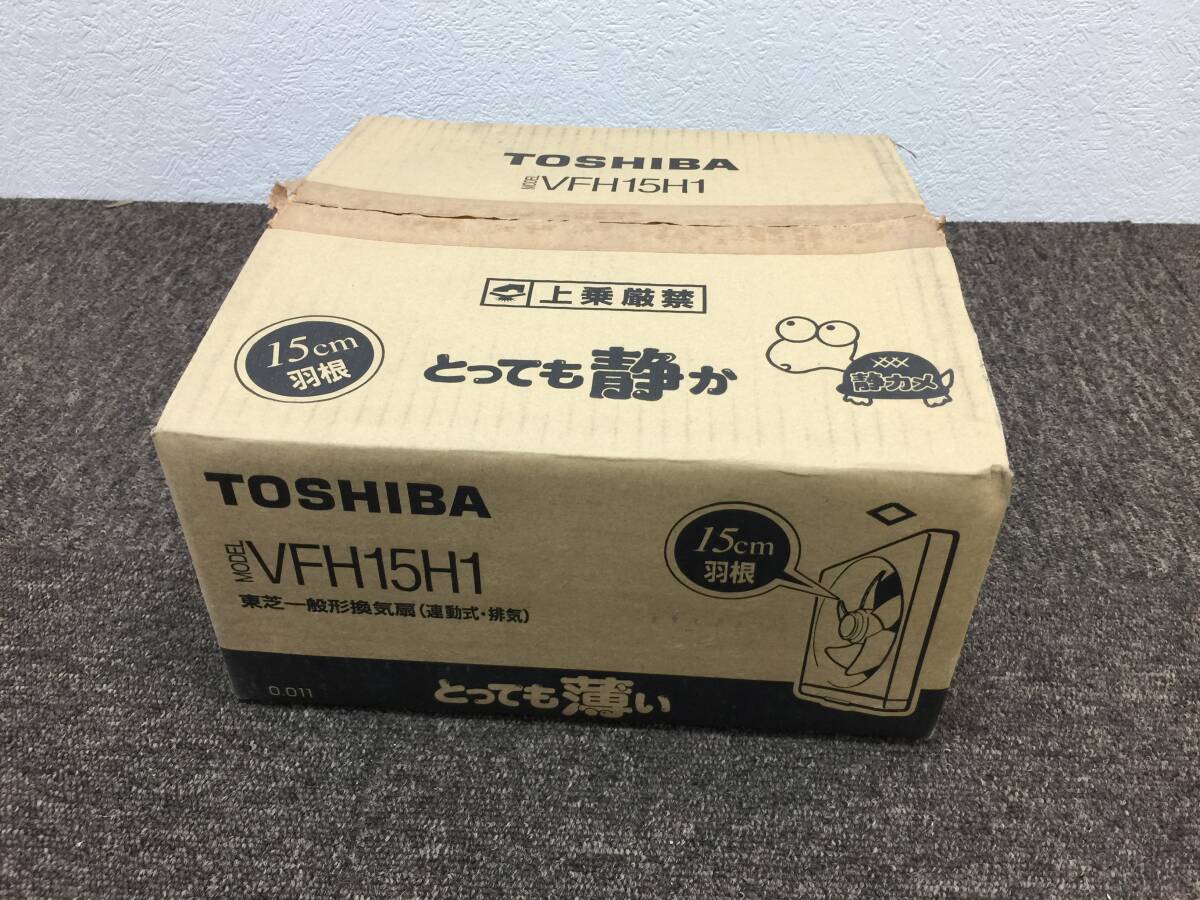 TOSHIBA
MODEL VFH15H1
上乗厳禁
15cm
羽根
とっても静か
静カメ
TOSHIBA
MODEL VFH15H1
東芝一般形換気扇(連動式・排気)
15cm
羽根
0.011
とっても薄い